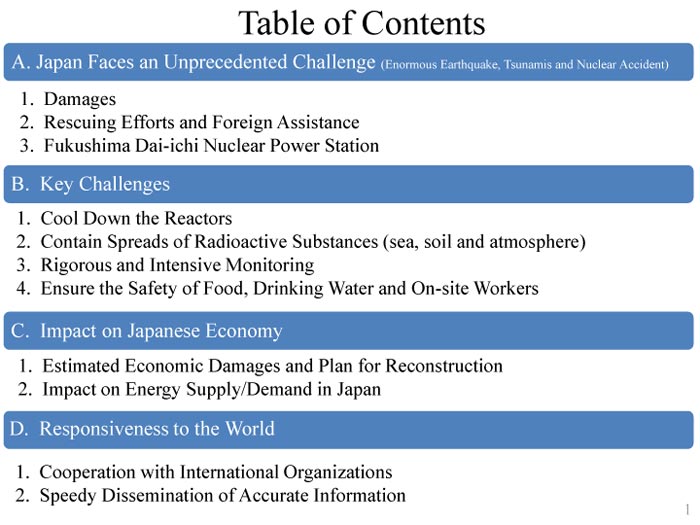 Table of Contents
A. Japan Faces an Unprecedented Challenge (Enormous Earthquake, Tsunamis and Nuclear Accident)
1. Damages
2. Rescuing Efforts and Foreign Assistance
3. Fukushima Dai-ichi Nuclear Power Station
B. Key Challenges
1. Cool Down the Reactors
2. Contain Spreads of Radioactive Substances (sea, soil and atmosphere)
3. Rigorous and Intensive Monitoring
4. Ensure the Safety of Food, Drinking Water and On-site Workers
C. Impact on Japanese Economy
1. Estimated Economic Damages and Plan for Reconstruction
2. Impact on Energy Supply/Demand in Japan
D. Responsiveness to the World
1. Cooperation with International Organizations
2. Speedy Dissemination of Accurate Information
1